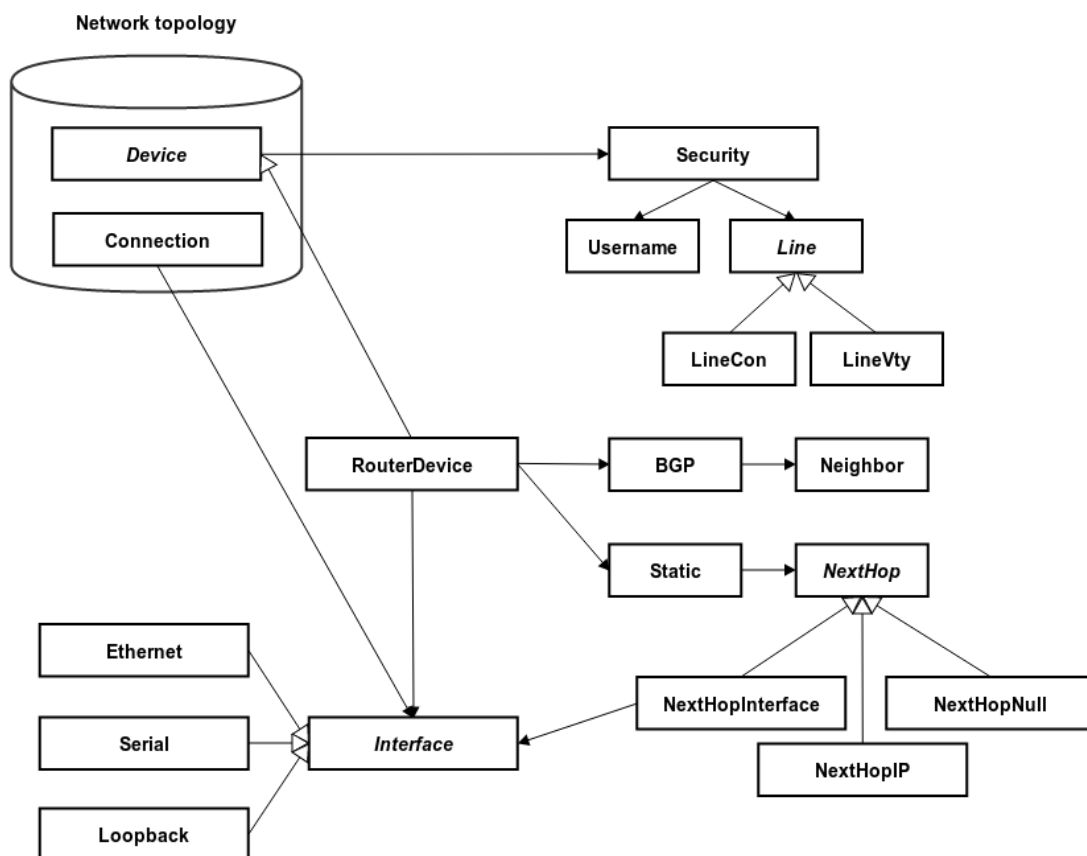 Network topology
Device
Security
Connection
Username
Line
LineCon
LineVty
RouterDevice
BGP
Neighbor
Static
NextHop
Ethernet
NextHopInterface
NextHopNull
Serial
Interface
NextHopIP
Loopback